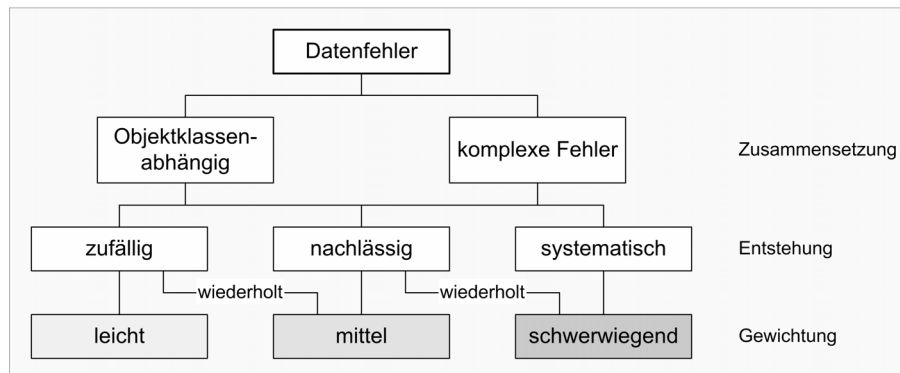 Datenfehler
Objektklassen-
abhängig
komplexe Fehler
Zusammensetzung
zufällig
nachlässig
systematisch
Entstehung
wiederholt
wiederholt
leicht
mittel
schwerwiegend
Gewichtung